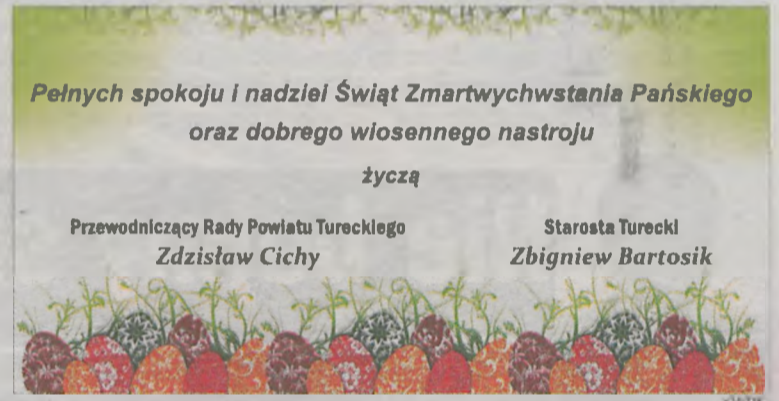 Pełnych spokoju i nadziei Świąt Zmartwychwstania Pańskiego
oraz dobrego wiosennego nastroju
życzą
Przewodniczący Rady Powiatu Tureckiego
Zdzisław Cichy
Starosta Turecki
Zbigniew Bartosik